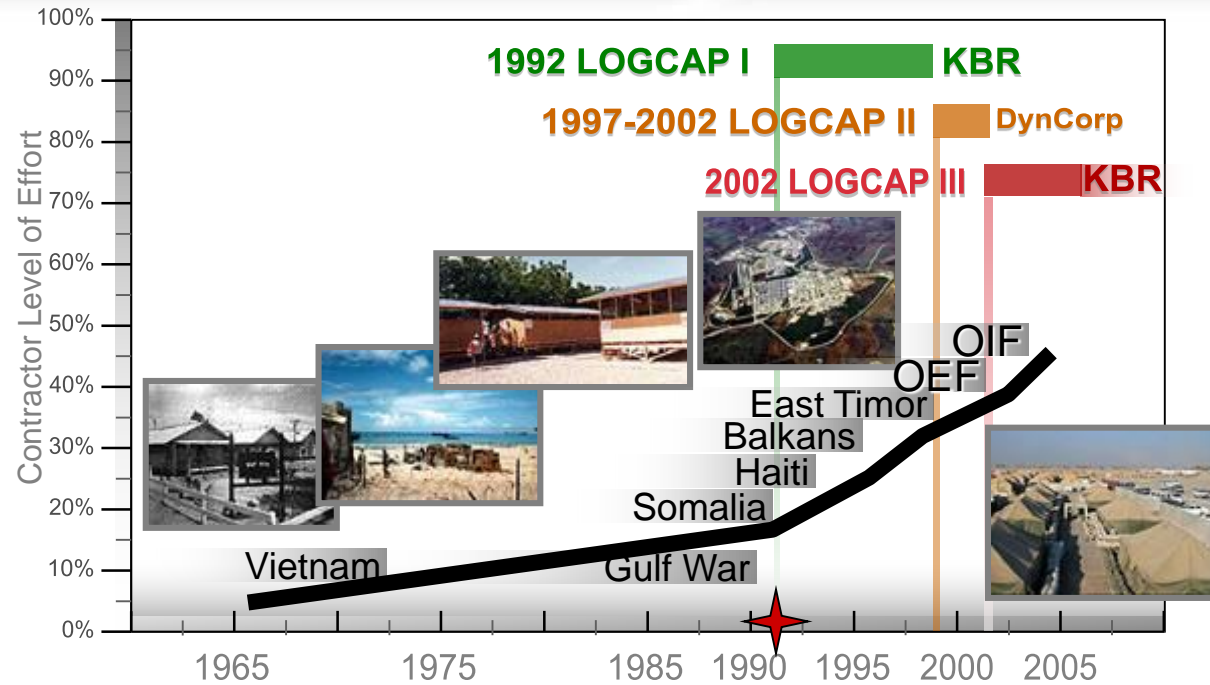 100%
90%
80%
70%
60%
50%
40%
30%
20%
10%
0%
Contractor Level of Effort
1992 LOGCAP I KBR
1997-2002 LOGCAP II DynCorp
2002 LOGCAP III KBR
OIF
OEF
East Timor
Balkans
Haiti
Somalia
Vietnam
Gulf War
1965 1975 1985 1990 1995 2000 2005